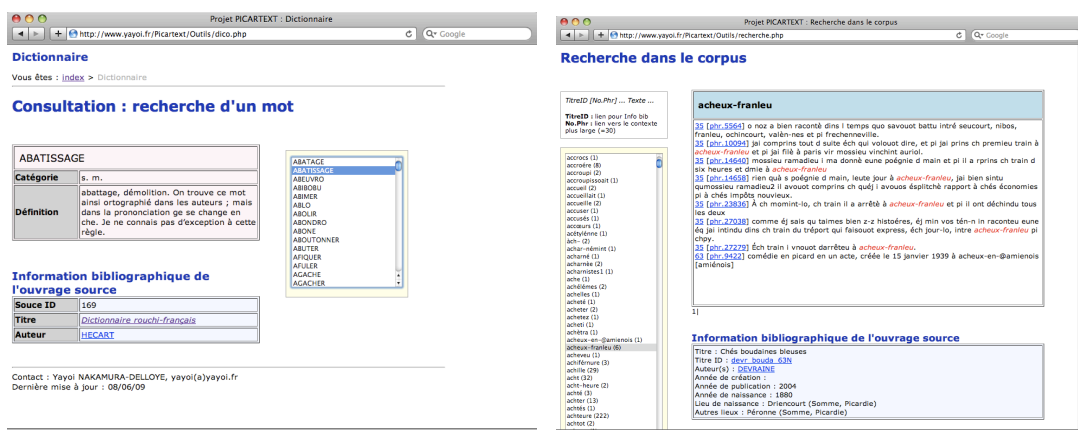 Projet PICARTEXT : Dictionnaire
http://www.yayoi.fr/Picartext/Outils/dico.php
Google
Dictionnaire
Vous êtes : index > Dictionnaire
Consultation : recherche d'un mot
ABATISSAGE
Catégorie s. m.
Définition
abattage, démolition. On trouve ce mot
ainsi ortographié dans les auteurs ; mais
dans la prononciation ge se change en
che. Je ne connais pas d'exception à cette
règle.
ABATAGE
ABATISSAGE
ABEUVRO
ABIBOBU
ABIMER
ABLO
ABOLIR
ABONDRO
ABONE
ABOUTONNER
ABUTER
AFIQUER
AFULER
AGACHE
AGACHER
Information bibliographique de
l'ouvrage source
Souce ID 169
Titre Dictionnaire rouchi-français
Auteur HECART
Contact : Yayoi NAKAMURA-DELLOYE, yayoi(a)yayoi.fr
Dernière mise à jour : 08/06/09
Projet PICARTEXT : Recherche dans le corpus
http://www.yayoi.fr/Picartext/Outils/recherche.php
Google
Recherche dans le corpus
TitreID [No.Phr] ... Texte ...
TitreID : lien pour Info bib
No.Phr : lien vers le contexte
plus large (=30)
accrocs (1)
accroére (8)
accroupi (2)
accroupissoait (1)
accueil (2)
accueillait (1)
accueille (2)
accuser (1)
accusés (1)
accœurs (1)
acétylénne (1)
àch- (2)
achar-némint (1)
acharné (1)
acharnèe (2)
acharnistes1 (1)
ache (1)
achélèmes (2)
achelles (1)
acheté (1)
acheter (2)
achetez (1)
acheti (1)
achètra (1)
acheux-en-@amienois (1)
acheux-franleu (6)
acheveu (1)
achiférnure (3)
achille (29)
acht (32)
acht-heure (2)
achté (3)
achter (13)
achtés (1)
achteure (222)
achtot (2)
acheux-franleu
35 [phr.5564] o noz a bien raconté dins l temps quo savouot battu intré seucourt, nibos,
franleu, ochincourt, valèn-nes et pi frechenneville.
35 [phr.10094] jai comprins tout d suite éch qui volouot dire, et pi jai prins ch premieu train à
acheux-franleu et pi jai filé à paris vir mossieu vinchint auriol.
35 [phr.14640] mossieu ramadieu i ma donné eune poégnie d main et pi il a rprins ch train d
six heures et dmie à acheux-franleu
35 [phr.14658] rien quà s poégnie d main, leute jour à acheux-franleu, jai bien sintu
qumossieu ramadieu2 il avouot comprins ch quéj i avouos ésplitché rapport à chés économies
pi à chés impôts nouvieux.
35 [phr.23836] À ch momint-lo, ch train il a arrêté à acheux-franleu et pi il ont déchindu tous
les deux
35 [phr.27038] comme éj sais qu taimes bien z-z histoéres, éj min vos tén-n in raconteu eune
éq jai intindu dins ch train du tréport qui faisouot express, éch jour-lo, intre acheux-franleu pi
chpy.
35 [phr.27279] Éch train i vnouot darrêteu à acheux-franleu.
63 [phr.9422] comédie en picard en un acte, créée le 15 janvier 1939 à acheux-en-@amienois
[amiénois]
1|
Information bibliographique de l'ouvrage source
Titre : Chés boudaines bleuses
Titre ID : devr_bouda_63N
Auteur(s) : DEVRAINE
Année de création :
Année de publication : 2004
Année de naissance : 1880
Lieu de naissance : Driencourt (Somme, Picardie)
Autres lieux : Péronne (Somme, Picardie)